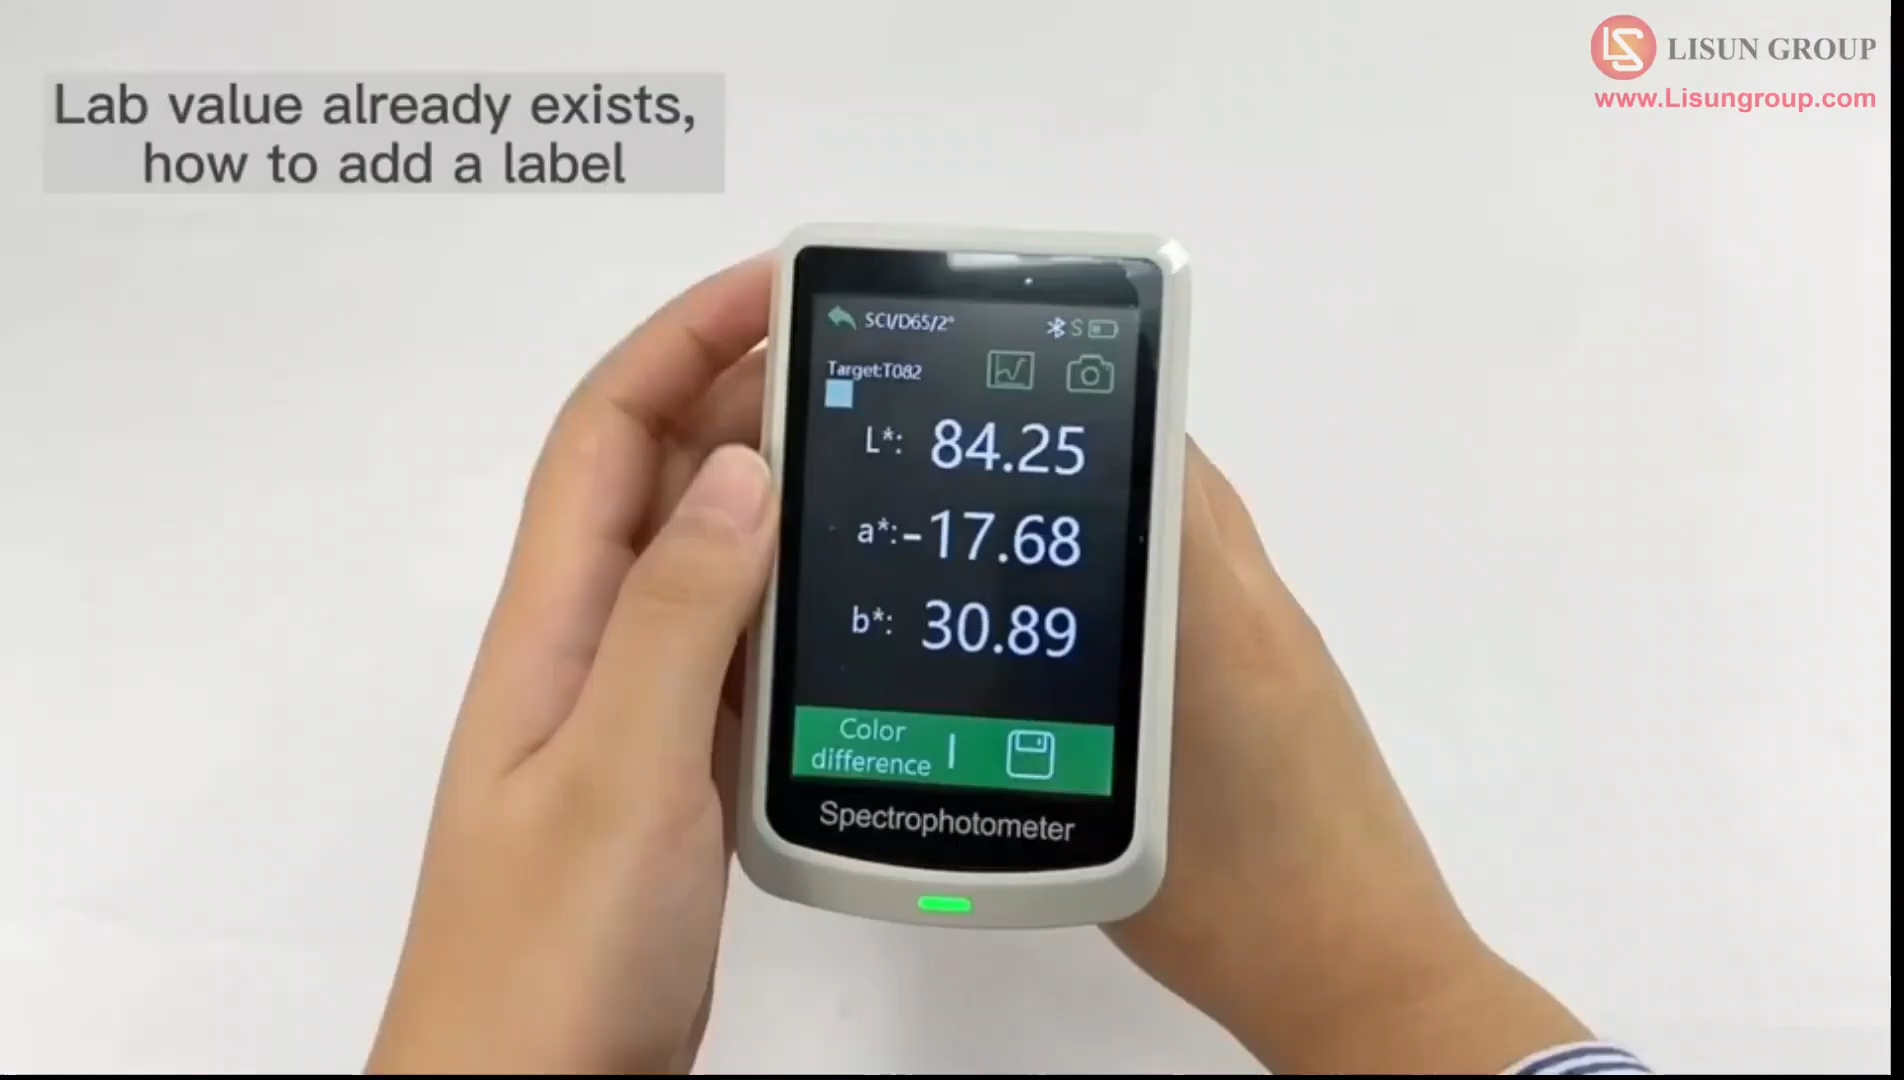 LISUN GROUP
www.Lisungroup.com
Lab value already exists,
how to add a label
SCI/D65/2°
S
Target:T082
L*: 84.25
a*:-17.68
b*: 30.89
Color
difference
Spectrophotometer